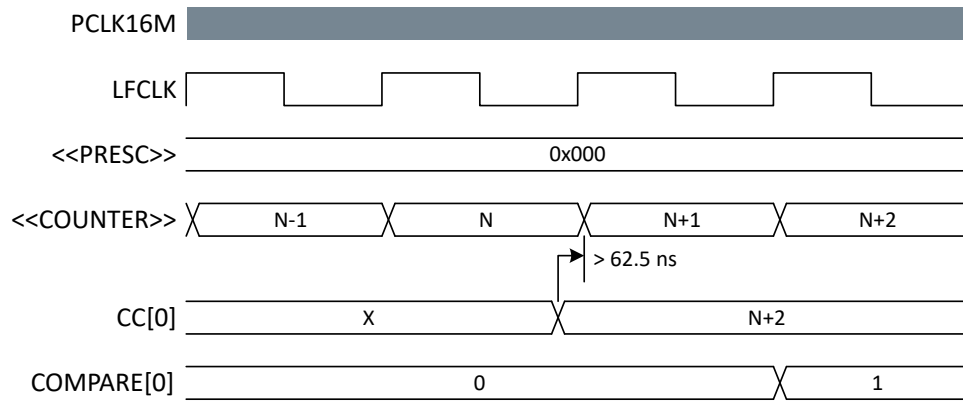 PCLK16M
LFCLK
<<PRESC>> 0x000
<<COUNTER>> N-1 N N+1 N+2
> 62.5 ns
CC[0] X N+2
COMPARE[0] 0 1